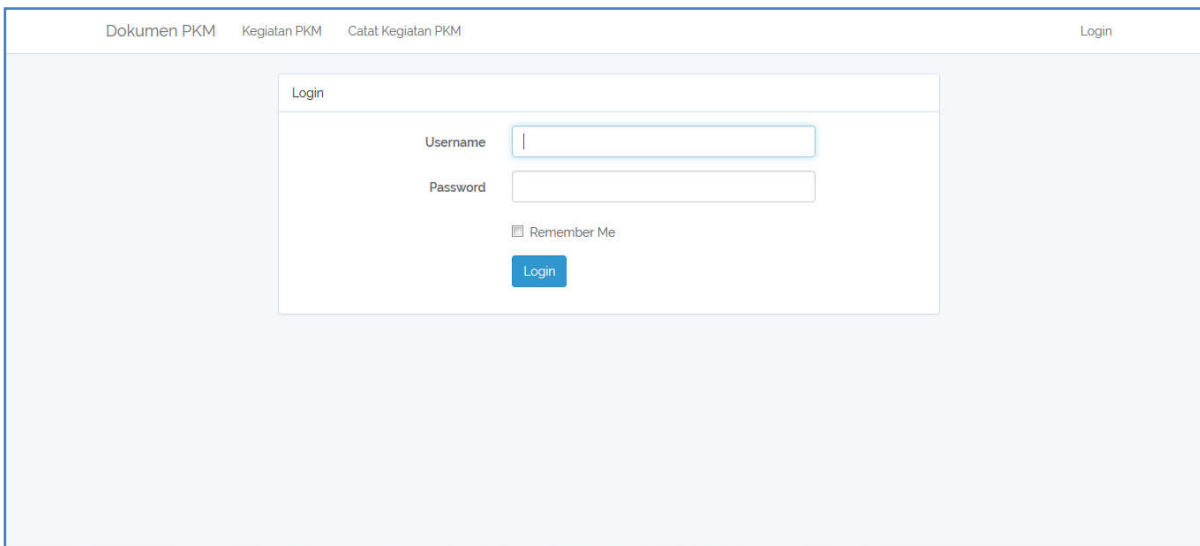 Dokumen PKM Kegiatan PKM Catat Kegiatan PKM Login
Login
Username
Password
Remember Me
Login